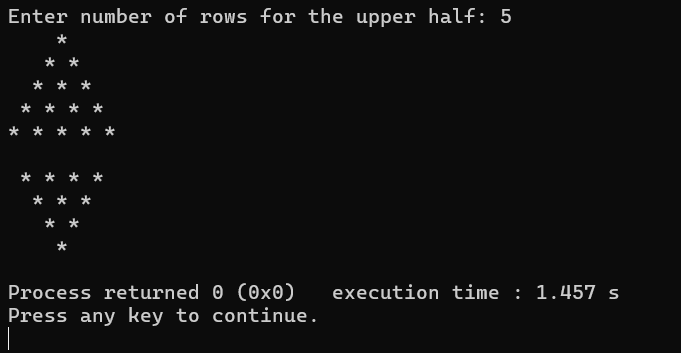 Enter number of rows for the upper half: 5
    *
   * *
  * * *
 * * * *
* * * * *

 * * * *
  * * *
   * *
    *

Process returned 0 (0x0)   execution time : 1.457 s
Press any key to continue.